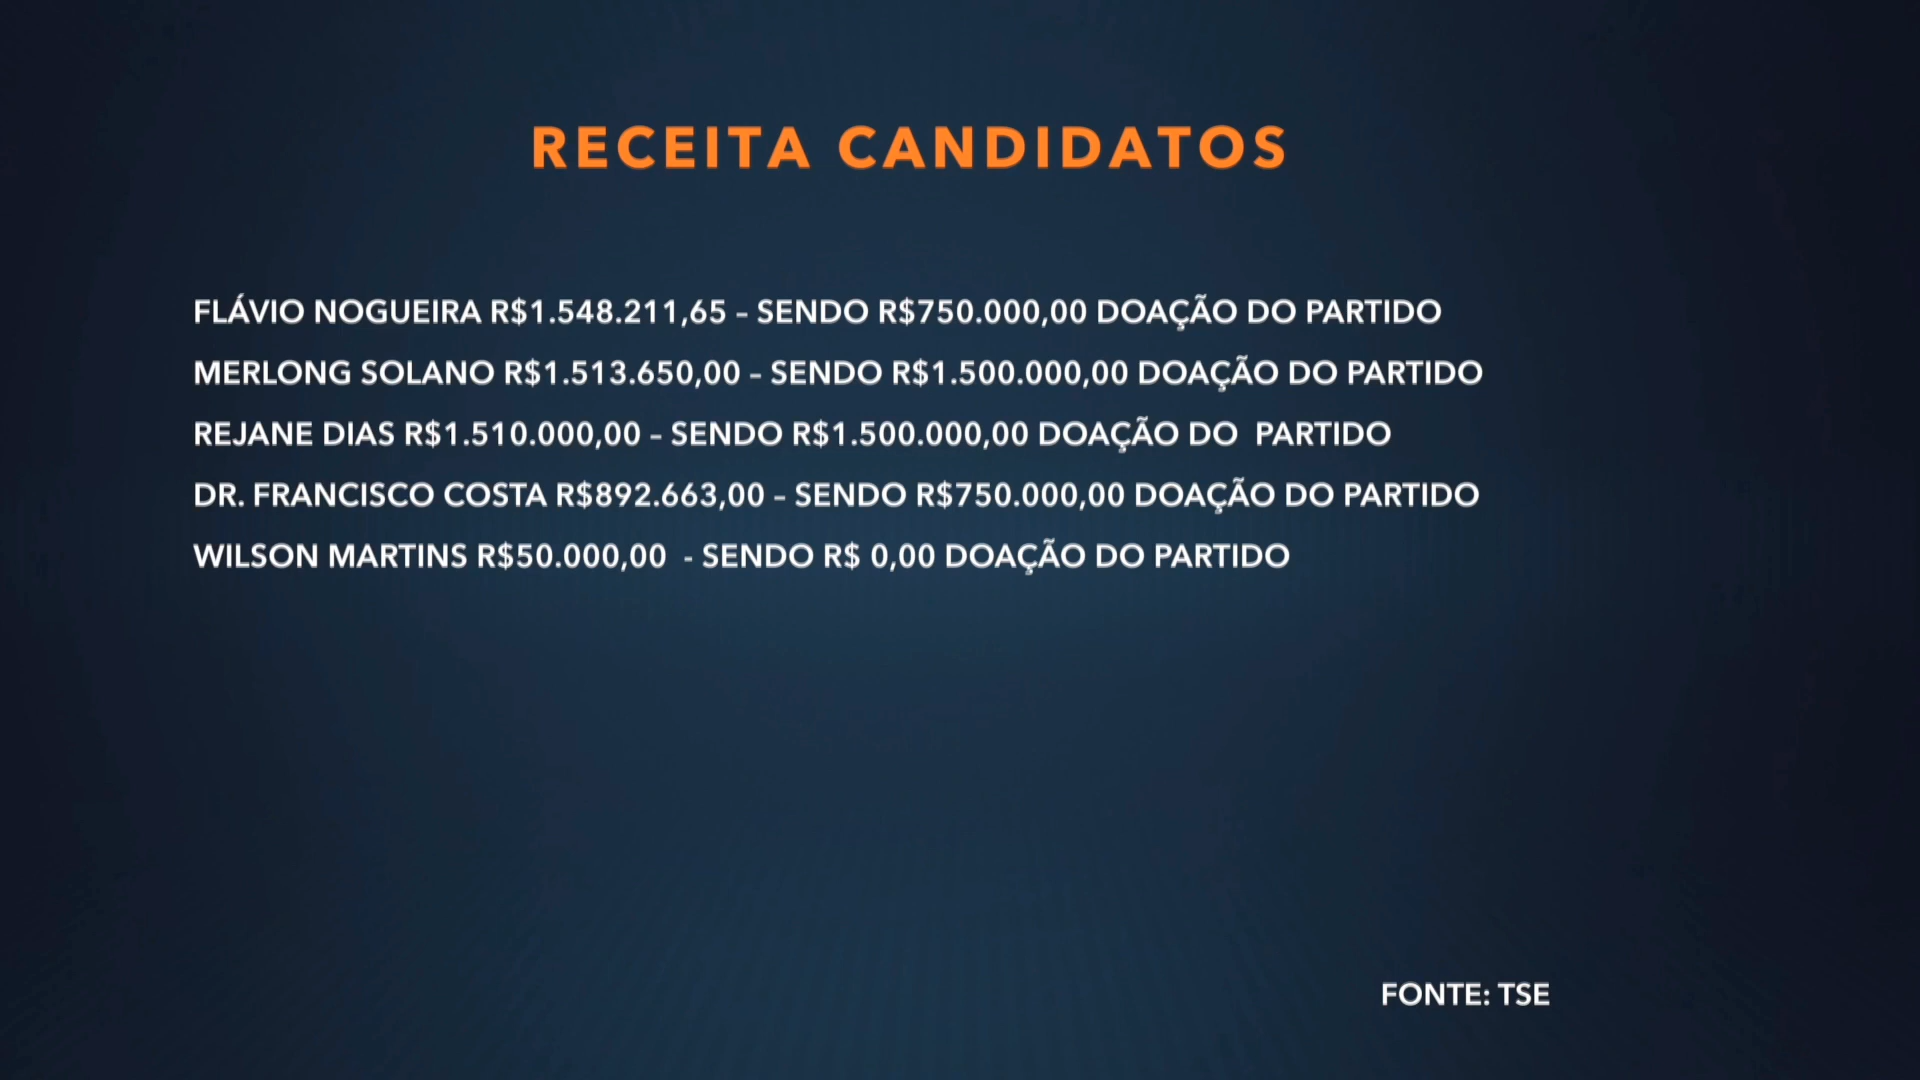 RECEITA CANDIDATOS
FLÁVIO NOGUEIRA R$1.548.211,65 – SENDO R$750.000,00 DOAÇÃO DO PARTIDO
MERLONG SOLANO R$1.513.650,00 – SENDO R$1.500.000,00 DOAÇÃO DO PARTIDO
REJANE DIAS R$1.510.000,00 – SENDO R$1.500.000,00 DOAÇÃO DO  PARTIDO
DR. FRANCISCO COSTA R$892.663,00 – SENDO R$750.000,00 DOAÇÃO DO PARTIDO
WILSON MARTINS R$50.000,00  - SENDO R$ 0,00 DOAÇÃO DO PARTIDO
FONTE: TSE